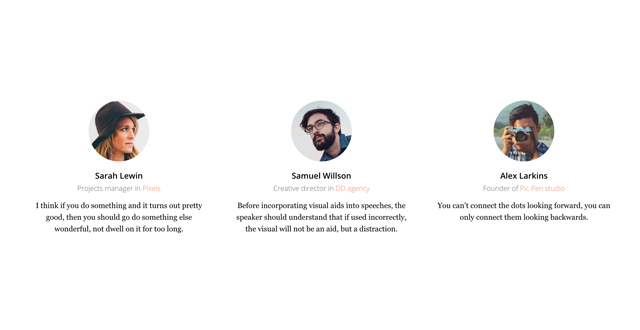 Sarah Lewin
Projects manager in Pixels
I think if you do something and it turns out pretty
good, then you should go do something else
wonderful, not dwell on it for too long.
Samuel Willson
Creative director in DD agency
Before incorporating visual aids into speeches, the
speaker should understand that if used incorrectly,
the visual will not be an aid, but a distraction.
Alex Larkins
Founder of Pic Pen studio
You can't connect the dots looking forward, you can
only connect them looking backwards.